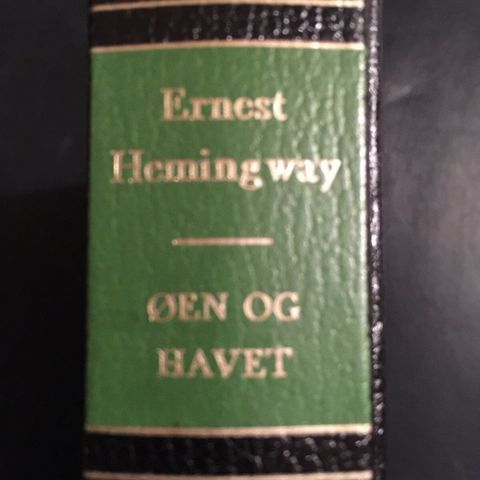 Ernest
Hemingway
ØEN OG
HAVET